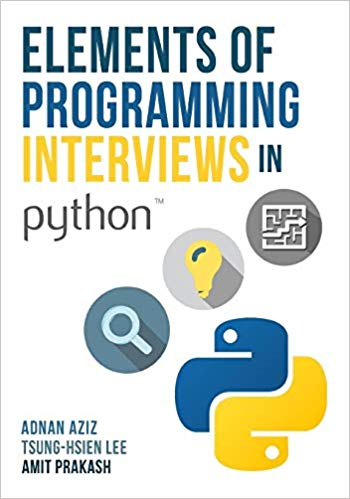 ELEMENTS OF
PROGRAMMING
INTERVIEWS IN
python™
ADNAN AZIZ
TSUNG-HSIEN LEE
AMIT PRAKASH